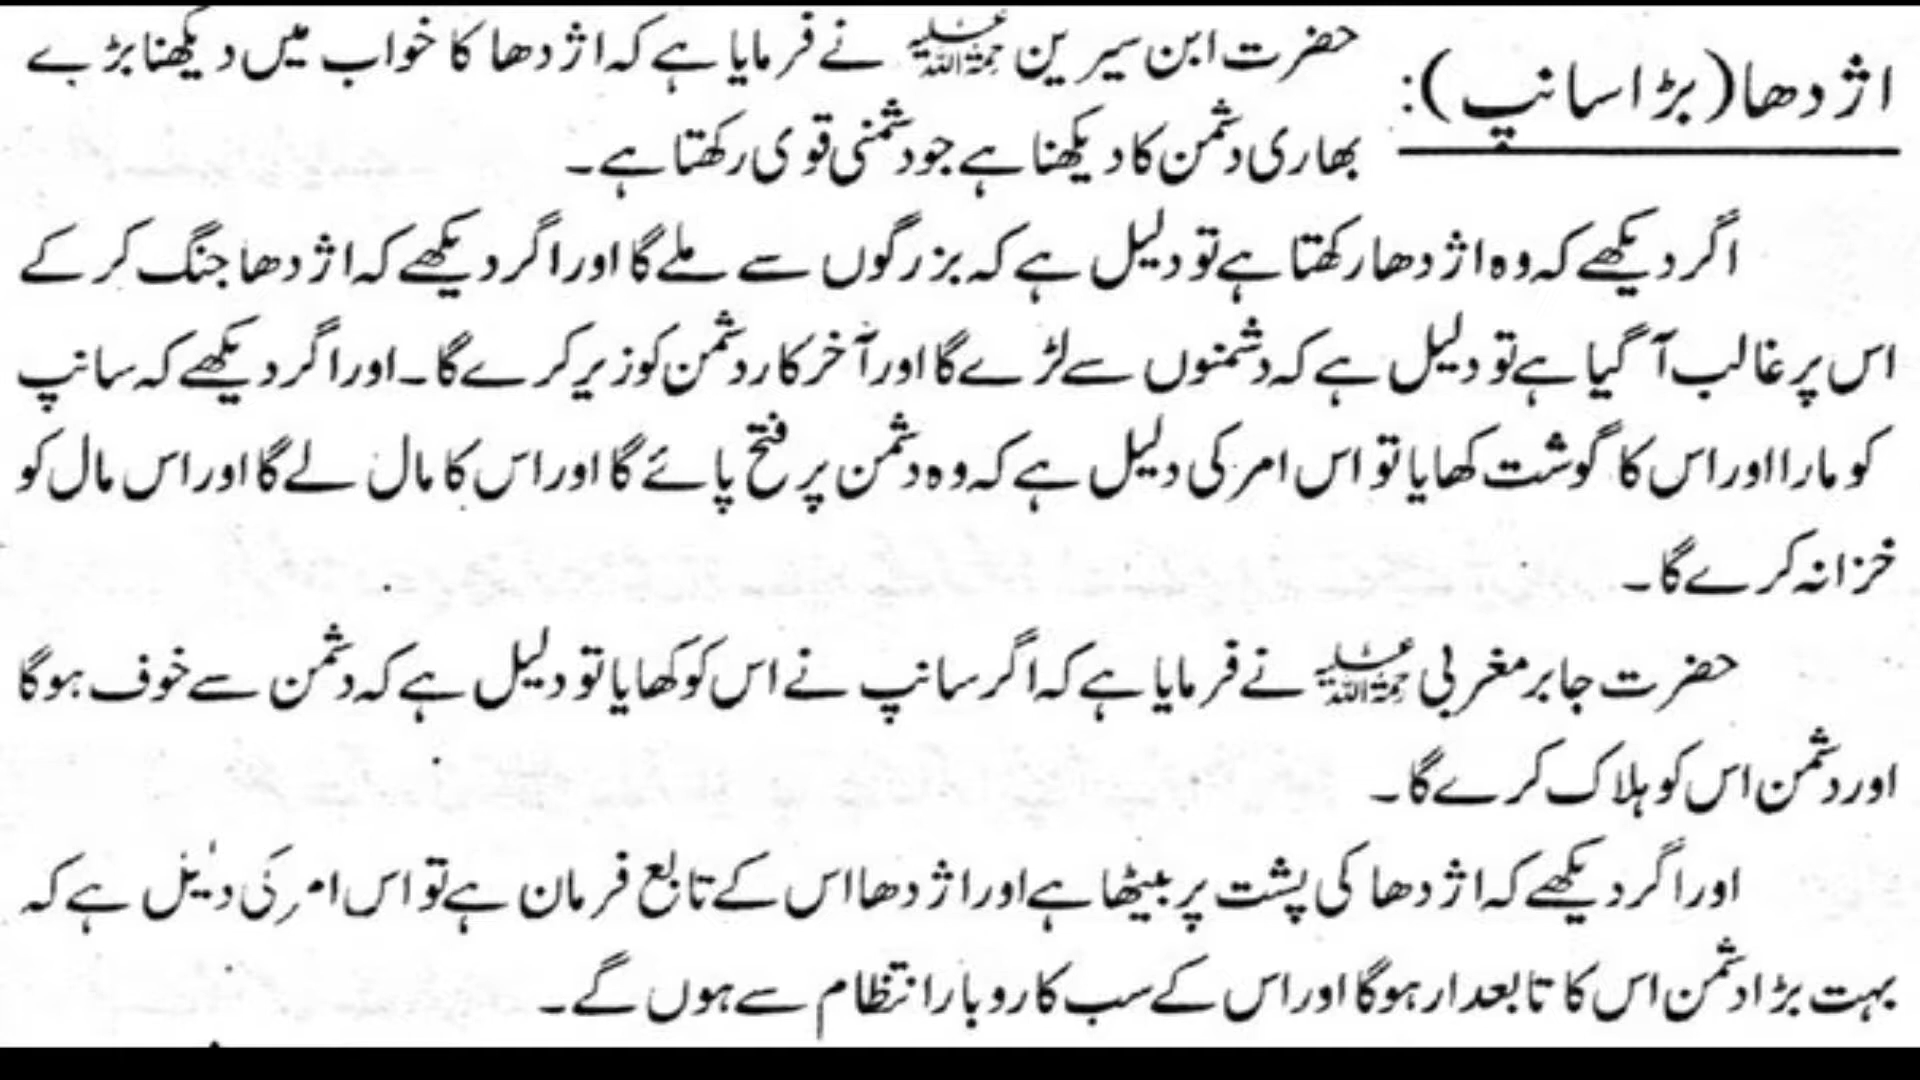 اژدھا (بڑا سانپ):
حضرت ابن سیرین رحمۃ اللہ علیہ نے فرمایا ہے کہ اژدھا کا خواب میں دیکھنا بڑے
بھاری دشمن کا دیکھنا ہے جو دشمنی قوی رکھتا ہے۔
اگر دیکھے کہ وہ اژدھا رکھتا ہے تو دلیل ہے کہ بزرگوں سے ملے گا اور اگر دیکھے کہ اژدھا جنگ کر کے
اس پر غالب آ گیا ہے تو دلیل ہے کہ دشمنوں سے لڑے گا اور آخر کار دشمن کو زیر کرے گا۔ اور اگر دیکھے کہ سانپ
کو مارا اور اس کا گوشت کھایا تو اس امر کی دلیل ہے کہ وہ دشمن پر فتح پائے گا اور اس کا مال لے گا اور اس مال کو
خزانہ کرے گا۔
حضرت جابر مغربی رحمۃ اللہ علیہ نے فرمایا ہے کہ اگر سانپ نے اس کو کھایا تو دلیل ہے کہ دشمن سے خوف ہوگا
اور دشمن اس کو ہلاک کرے گا۔
اور اگر دیکھے کہ اژدھا کی پشت پر بیٹھا ہے اور اژدھا اس کے تابع فرمان ہے تو اس امر کی دلیل ہے کہ
بہت بڑا دشمن اس کا تابعدار ہوگا اور اس کے سب کاروبار انتظام سے ہوں گے۔